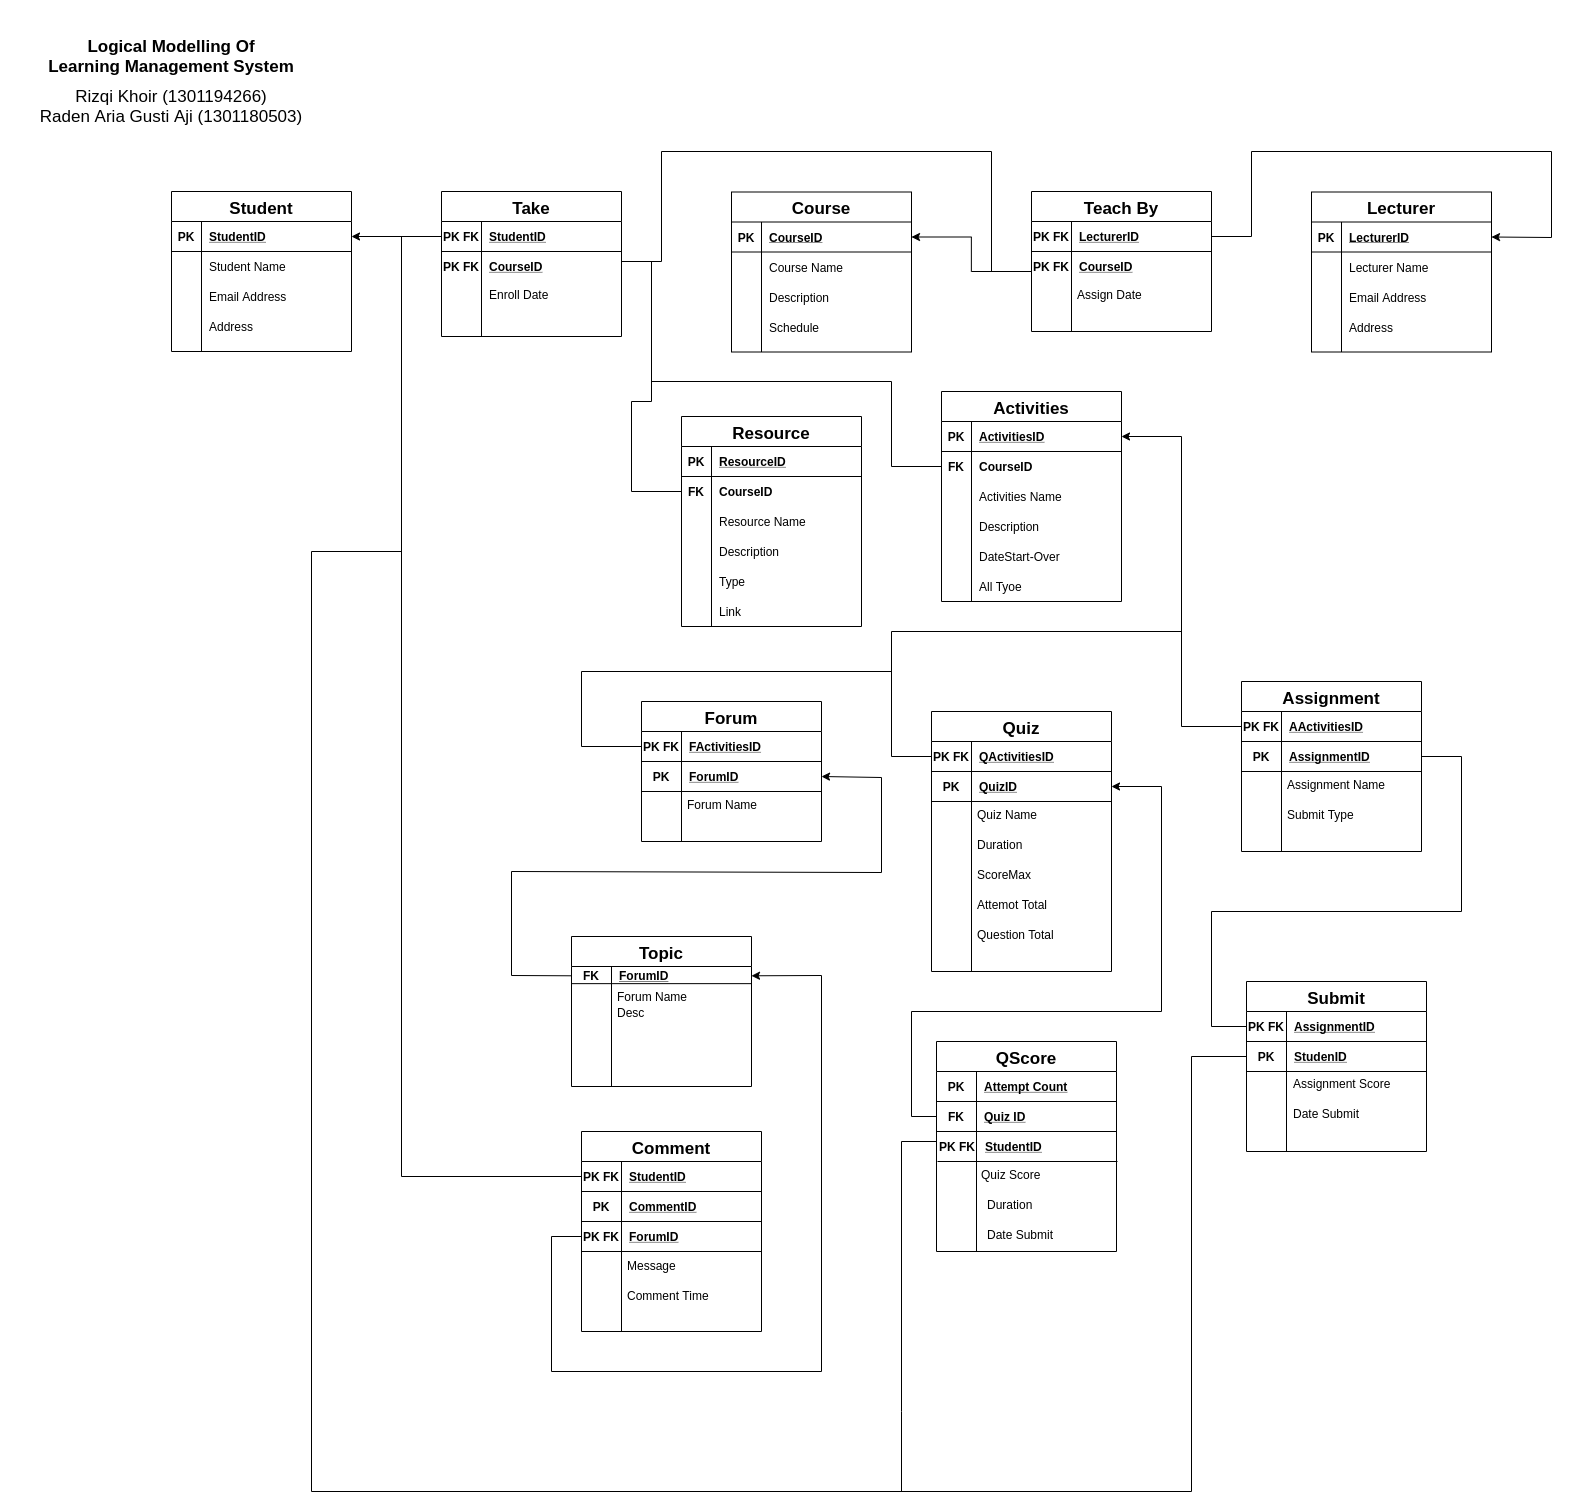 Logical Modelling Of
Learning Management System
Rizqi Khoir (1301194266)
Raden Aria Gusti Aji (1301180503)
Student
PK StudentID
Student Name
Email Address
Address
Take
PK FK StudentID
PK FK CourseID
Enroll Date
Course
PK CourseID
Course Name
Description
Schedule
Teach By
PK FK LecturerID
PK FK CourseID
Assign Date
Lecturer
PK LecturerID
Lecturer Name
Email Address
Address
Resource
PK ResourceID
FK CourseID
Resource Name
Description
Type
Link
Activities
PK ActivitiesID
FK CourseID
Activities Name
Description
DateStart-Over
All Tyoe
Forum
PK FK FActivitiesID
PK ForumID
Forum Name
Quiz
PK FK QActivitiesID
PK QuizID
Quiz Name
Duration
ScoreMax
Attemot Total
Question Total
Assignment
PK FK AActivitiesID
PK AssignmentID
Assignment Name
Submit Type
Topic
FK ForumID
Forum Name
Desc
QScore
PK Attempt Count
FK Quiz ID
PK FK StudentID
Quiz Score
Duration
Date Submit
Submit
PK FK AssignmentID
PK StudenID
Assignment Score
Date Submit
Comment
PK FK StudentID
PK CommentID
PK FK ForumID
Message
Comment Time